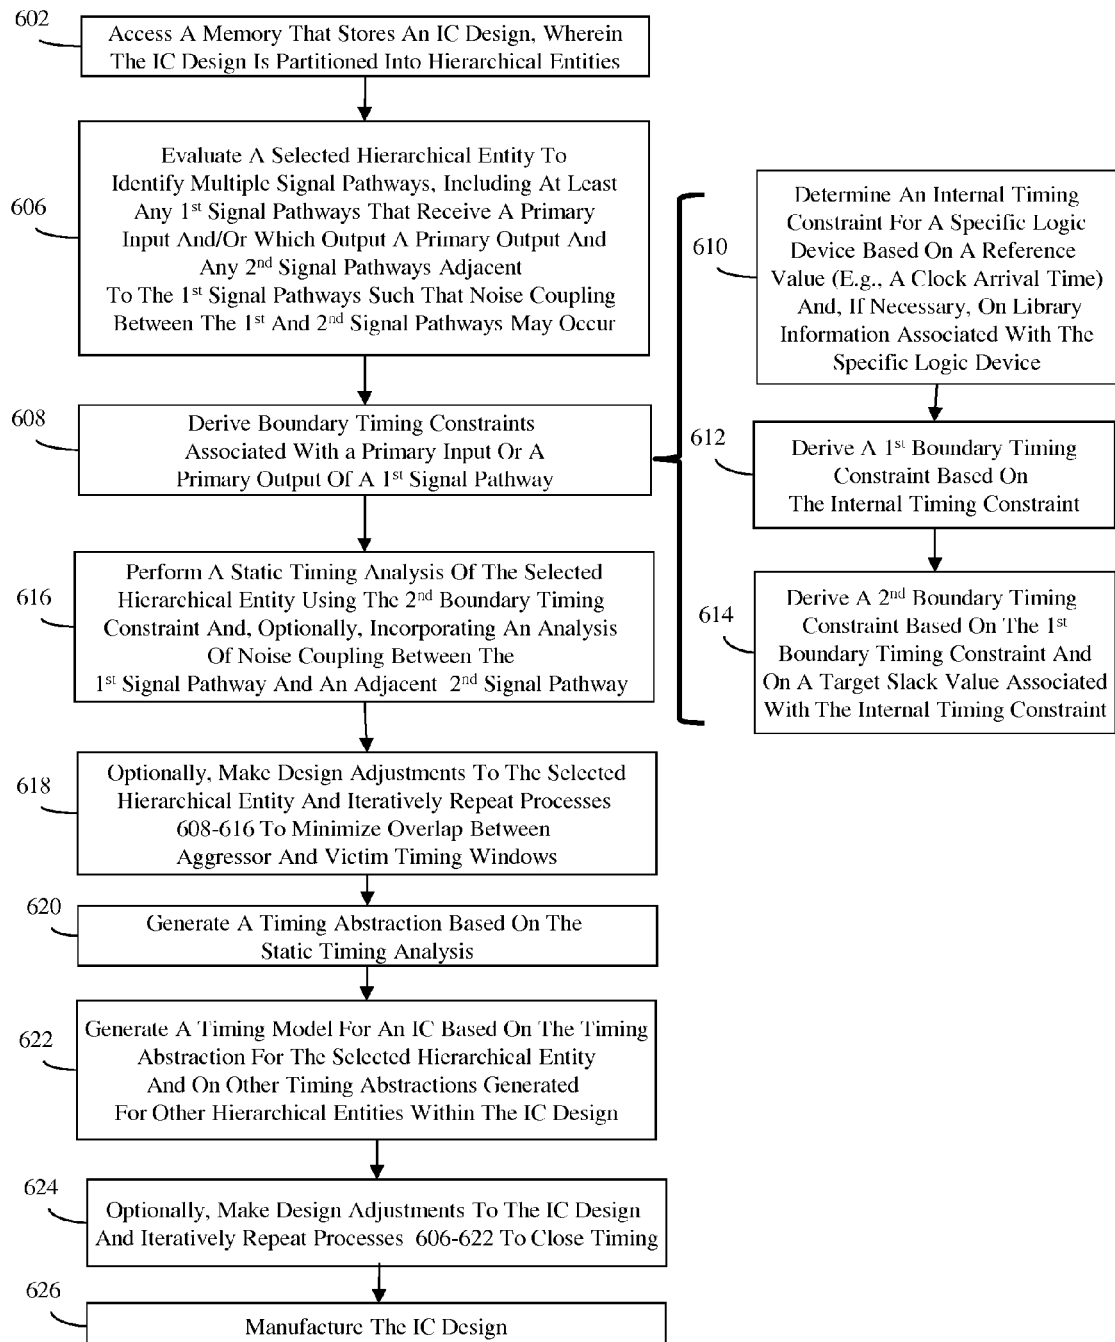 602
Access A Memory That Stores An IC Design, Wherein
The IC Design Is Partitioned Into Hierarchical Entities
606
Evaluate A Selected Hierarchical Entity To
Identify Multiple Signal Pathways, Including At Least
Any 1st Signal Pathways That Receive A Primary
Input And/Or Which Output A Primary Output And
Any 2nd Signal Pathways Adjacent
To The 1st Signal Pathways Such That Noise Coupling
Between The 1st And 2nd Signal Pathways May Occur
608
Derive Boundary Timing Constraints
Associated With a Primary Input Or A
Primary Output Of A 1st Signal Pathway
610
Determine An Internal Timing
Constraint For A Specific Logic
Device Based On A Reference
Value (E.g., A Clock Arrival Time)
And, If Necessary, On Library
Information Associated With The
Specific Logic Device
612
Derive A 1st Boundary Timing
Constraint Based On
The Internal Timing Constraint
614
Derive A 2nd Boundary Timing
Constraint Based On The 1st
Boundary Timing Constraint And
On A Target Slack Value Associated
With The Internal Timing Constraint
616
Perform A Static Timing Analysis Of The Selected
Hierarchical Entity Using The 2nd Boundary Timing
Constraint And, Optionally, Incorporating An Analysis
Of Noise Coupling Between The
1st Signal Pathway And An Adjacent 2nd Signal Pathway
618
Optionally, Make Design Adjustments To The Selected
Hierarchical Entity And Iteratively Repeat Processes
608-616 To Minimize Overlap Between
Aggressor And Victim Timing Windows
620
Generate A Timing Abstraction Based On The
Static Timing Analysis
622
Generate A Timing Model For An IC Based On The Timing
Abstraction For The Selected Hierarchical Entity
And On Other Timing Abstractions Generated
For Other Hierarchical Entities Within The IC Design
624
Optionally, Make Design Adjustments To The IC Design
And Iteratively Repeat Processes 606-622 To Close Timing
626
Manufacture The IC Design